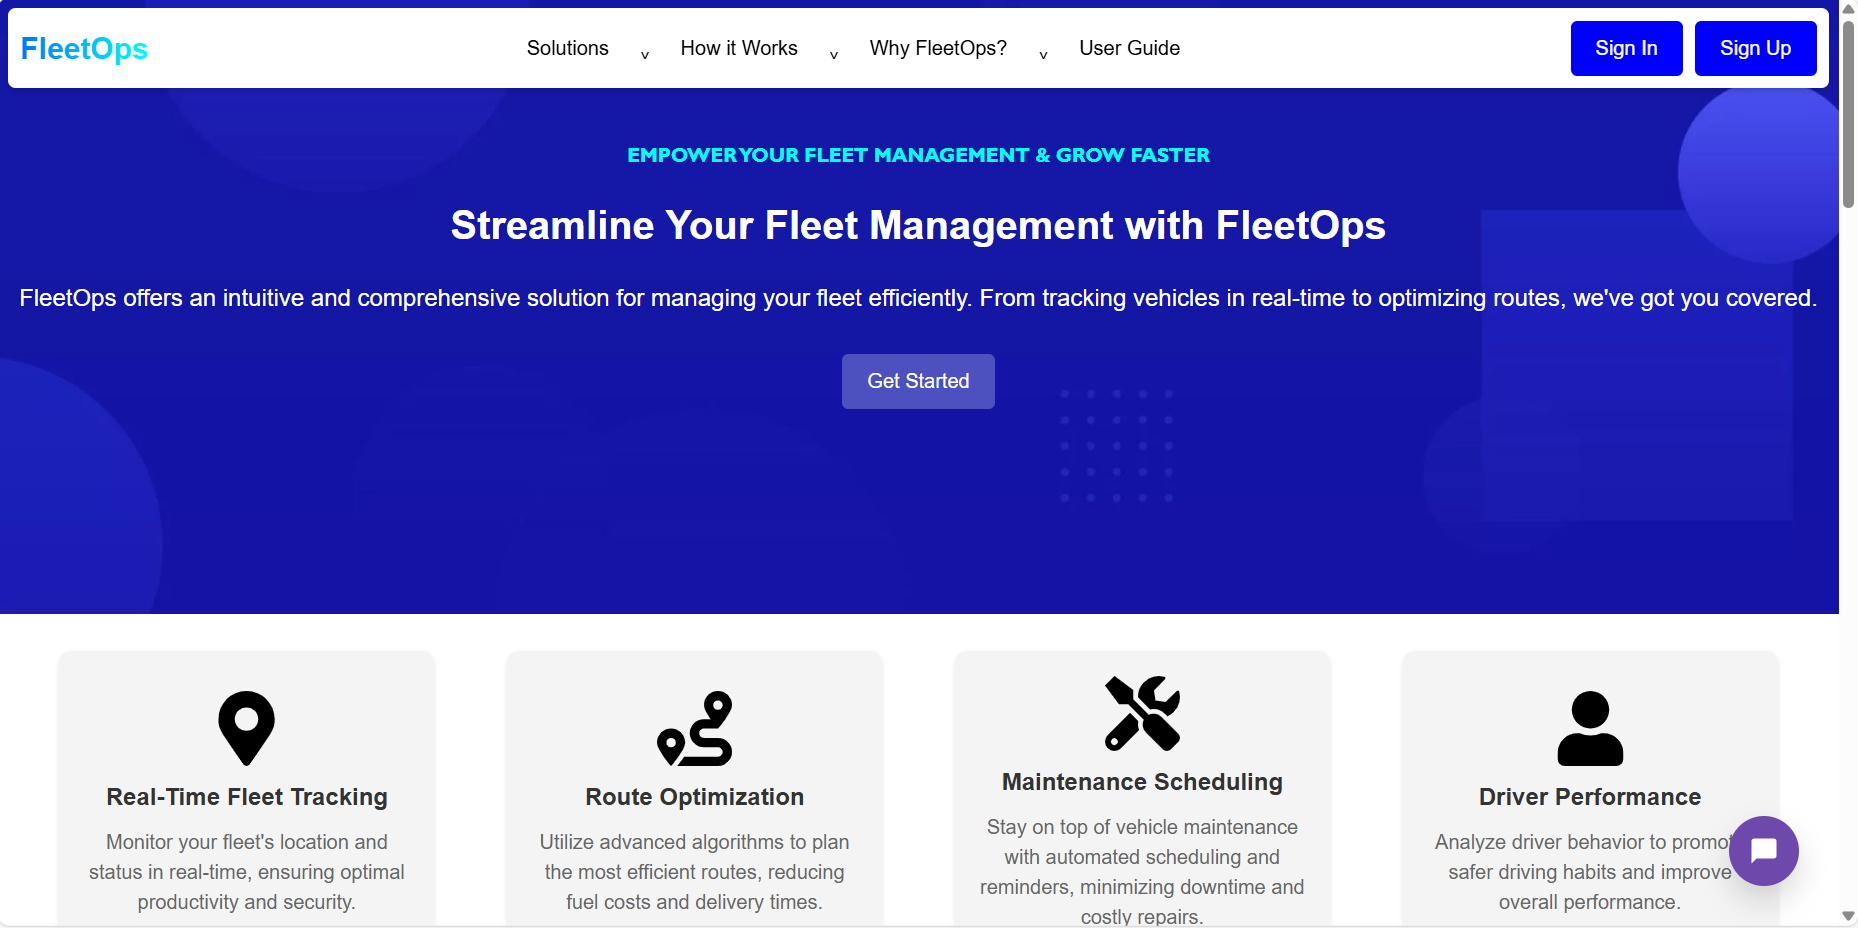 FleetOps
Solutions v How it Works v Why FleetOps? v User Guide
Sign In Sign Up
EMPOWER YOUR FLEET MANAGEMENT & GROW FASTER
Streamline Your Fleet Management with FleetOps
FleetOps offers an intuitive and comprehensive solution for managing your fleet efficiently. From tracking vehicles in real-time to optimizing routes, we've got you covered.
Get Started
Real-Time Fleet Tracking
Monitor your fleet's location and
status in real-time, ensuring optimal
productivity and security.
Route Optimization
Utilize advanced algorithms to plan
the most efficient routes, reducing
fuel costs and delivery times.
Maintenance Scheduling
Stay on top of vehicle maintenance
with automated scheduling and
reminders, minimizing downtime and
costly repairs.
Driver Performance
Analyze driver behavior to promot
safer driving habits and improve
overall performance.